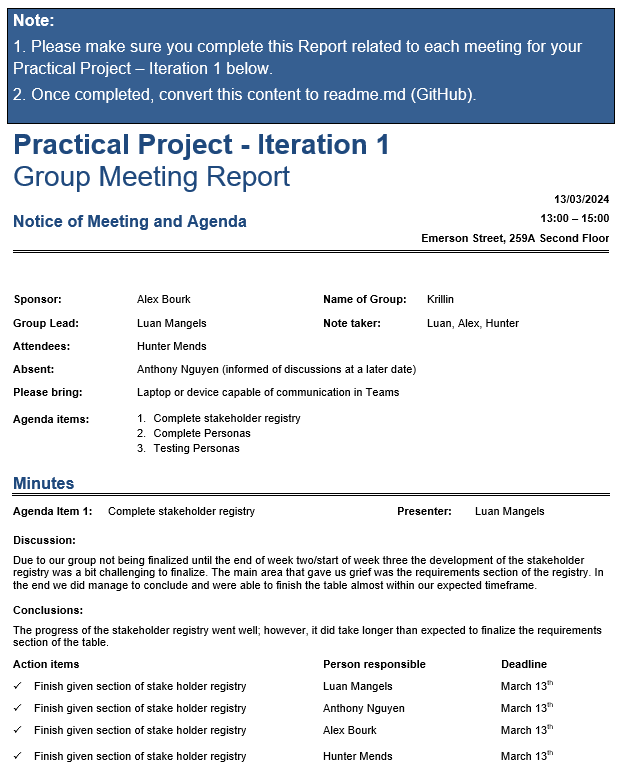 Note:
1. Please make sure you complete this Report related to each meeting for your
Practical Project – Iteration 1 below.
2. Once completed, convert this content to readme.md (GitHub).
Practical Project - Iteration 1
Group Meeting Report
13/03/2024
Notice of Meeting and Agenda
13:00 – 15:00
Emerson Street, 259A Second Floor
Sponsor: Alex Bourk Name of Group: Krillin
Group Lead: Luan Mangels Note taker: Luan, Alex, Hunter
Attendees: Hunter Mends
Absent: Anthony Nguyen (informed of discussions at a later date)
Please bring: Laptop or device capable of communication in Teams
Agenda items: 1. Complete stakeholder registry
2. Complete Personas
3. Testing Personas
Minutes
Agenda Item 1: Complete stakeholder registry Presenter: Luan Mangels
Discussion:
Due to our group not being finalized until the end of week two/start of week three the development of the stakeholder
registry was a bit challenging to finalize. The main area that gave us grief was the requirements section of the registry. In
the end we did manage to conclude and were able to finish the table almost within our expected timeframe.
Conclusions:
The progress of the stakeholder registry went well; however, it did take longer than expected to finalize the requirements
section of the table.
Action items Person responsible Deadline
✓ Finish given section of stake holder registry Luan Mangels March 13th
✓ Finish given section of stake holder registry Anthony Nguyen March 13th
✓ Finish given section of stake holder registry Alex Bourk March 13th
✓ Finish given section of stake holder registry Hunter Mends March 13th